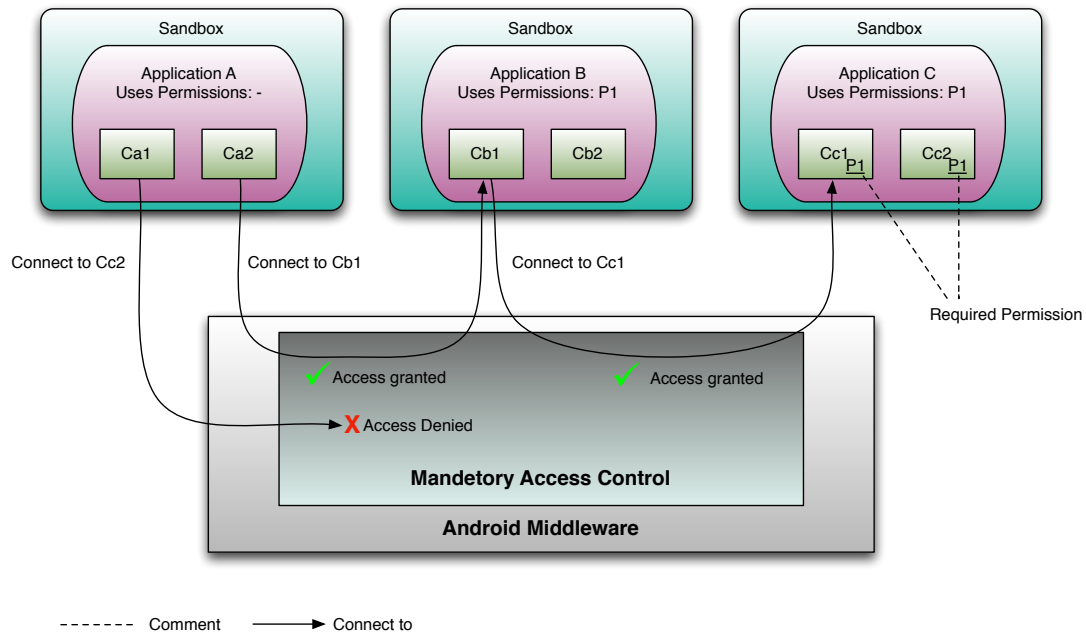 Sandbox
Application A
Uses Permissions: -
Ca1
Ca2
Sandbox
Application B
Uses Permissions: P1
Cb1
Cb2
Sandbox
Application C
Uses Permissions: P1
Cc1
P1
Cc2
P1
Connect to Cc2
Connect to Cb1
Connect to Cc1
Required Permission
Access granted
Access granted
X Access Denied
Mandetory Access Control
Android Middleware
Comment
Connect to